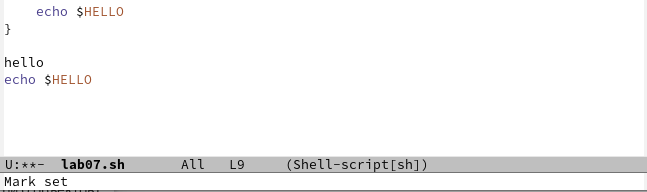 echo $HELLO
}
hello
echo $HELLO
U:**-  lab07.sh       All   L9     (Shell-script[sh])
Mark set